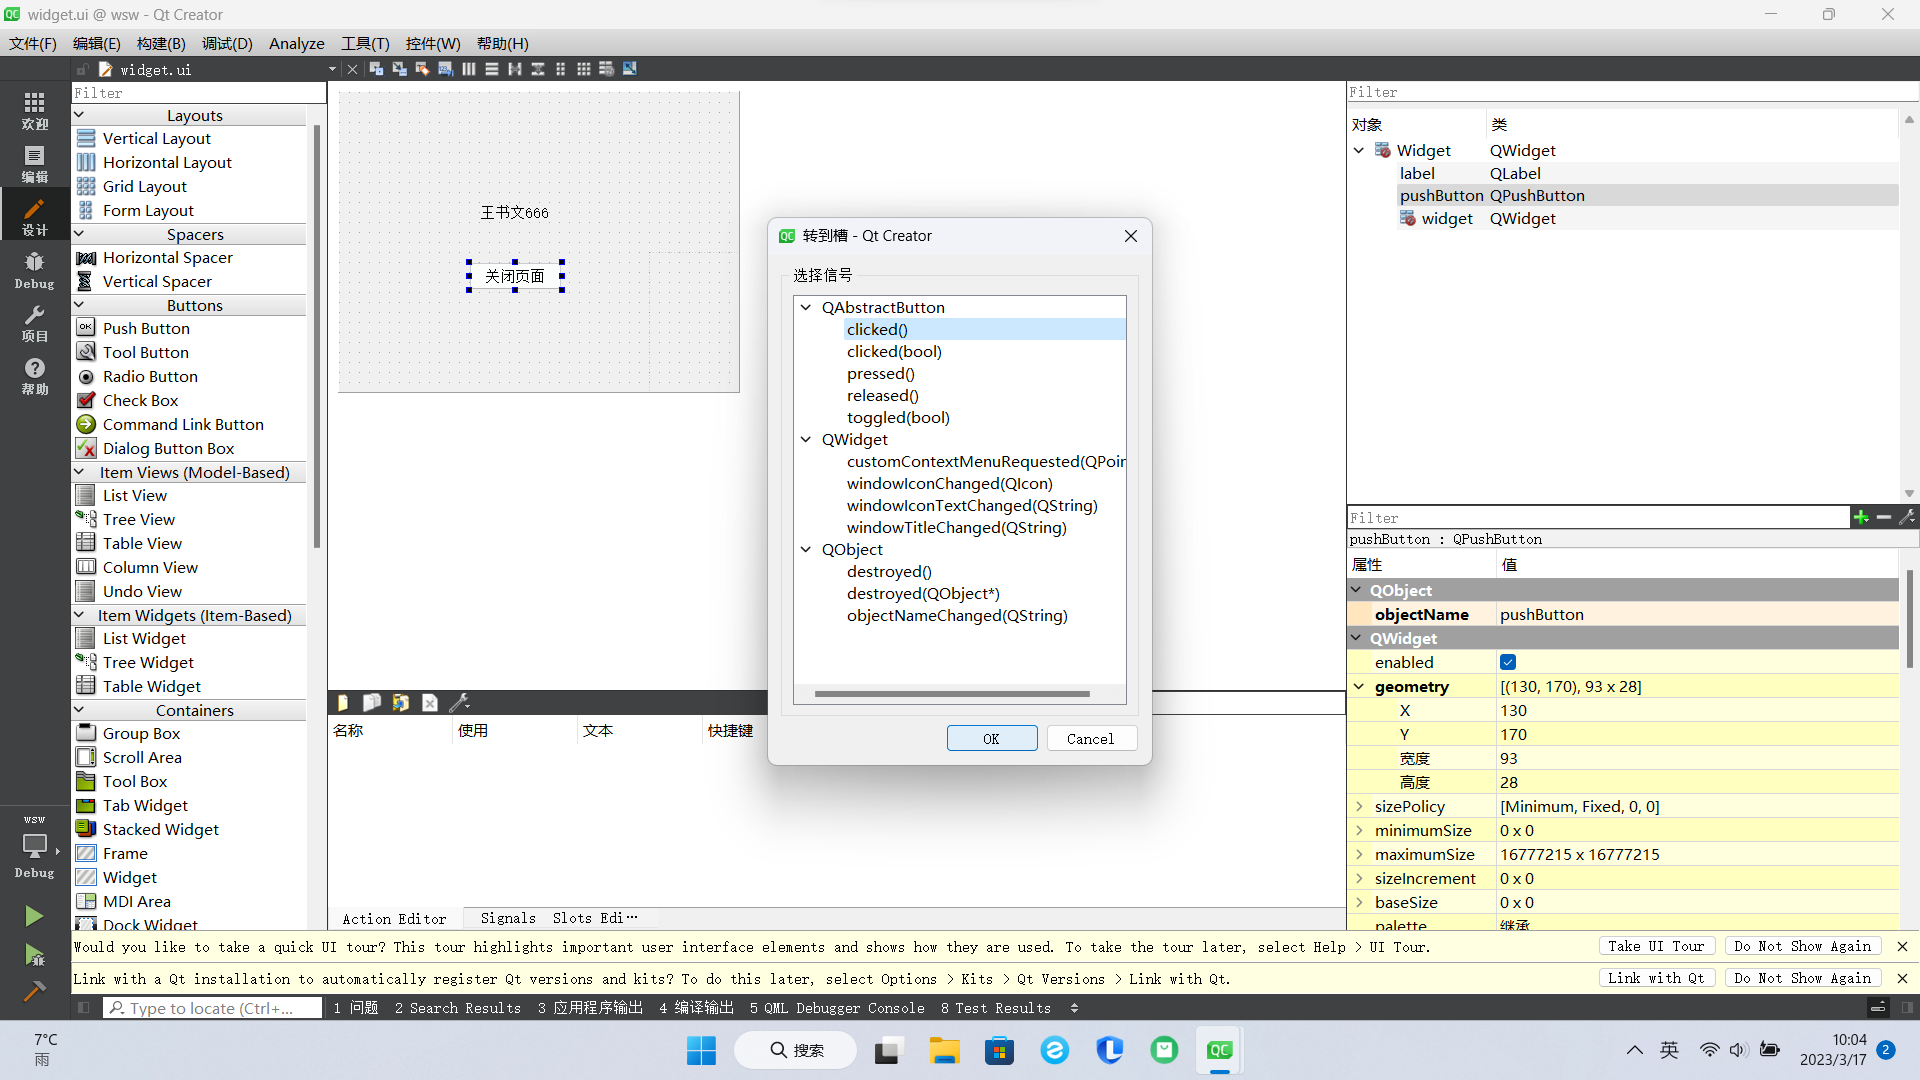 widget.ui @ wsw - Qt Creator
文件(F) 编辑(E) 构建(B) 调试(D) Analyze 工具(T) 控件(W) 帮助(H)
widget.ui
Filter
Layouts
Vertical Layout
Horizontal Layout
Grid Layout
Form Layout
Spacers
Horizontal Spacer
Vertical Spacer
Buttons
Push Button
Tool Button
Radio Button
Check Box
Command Link Button
Dialog Button Box
Item Views (Model-Based)
List View
Tree View
Table View
Column View
Undo View
Item Widgets (Item-Based)
List Widget
Tree Widget
Table Widget
Containers
Group Box
Scroll Area
Tool Box
Tab Widget
Stacked Widget
Frame
Widget
MDI Area
Dock Widget
欢迎
编辑
设计
Debug
项目
帮助
wsw
Debug
王书文666
关闭页面
转到槽 - Qt Creator
选择信号
QAbstractButton
clicked()
clicked(bool)
pressed()
released()
toggled(bool)
QWidget
customContextMenuRequested(QPoin
windowIconChanged(QIcon)
windowIconTextChanged(QString)
windowTitleChanged(QString)
QObject
destroyed()
destroyed(QObject*)
objectNameChanged(QString)
OK Cancel
名称 使用 文本 快捷键
Action Editor Signals Slots Edi…
Filter
对象 类
Widget QWidget
label QLabel
pushButton QPushButton
widget QWidget
Filter
pushButton : QPushButton
属性 值
QObject
objectName pushButton
QWidget
enabled
geometry [(130, 170), 93 x 28]
X 130
Y 170
宽度 93
高度 28
sizePolicy [Minimum, Fixed, 0, 0]
minimumSize 0 x 0
maximumSize 16777215 x 16777215
sizeIncrement 0 x 0
baseSize 0 x 0
palette 继承
Would you like to take a quick UI tour? This tour highlights important user interface elements and shows how they are used. To take the tour later, select Help > UI Tour. Take UI Tour Do Not Show Again
Link with a Qt installation to automatically register Qt versions and kits? To do this later, select Options > Kits > Qt Versions > Link with Qt. Link with Qt Do Not Show Again
Type to locate (Ctrl+... 1 问题 2 Search Results 3 应用程序输出 4 编译输出 5 QML Debugger Console 8 Test Results
7°C
雨
搜索
英
10:04
2023/3/17
2